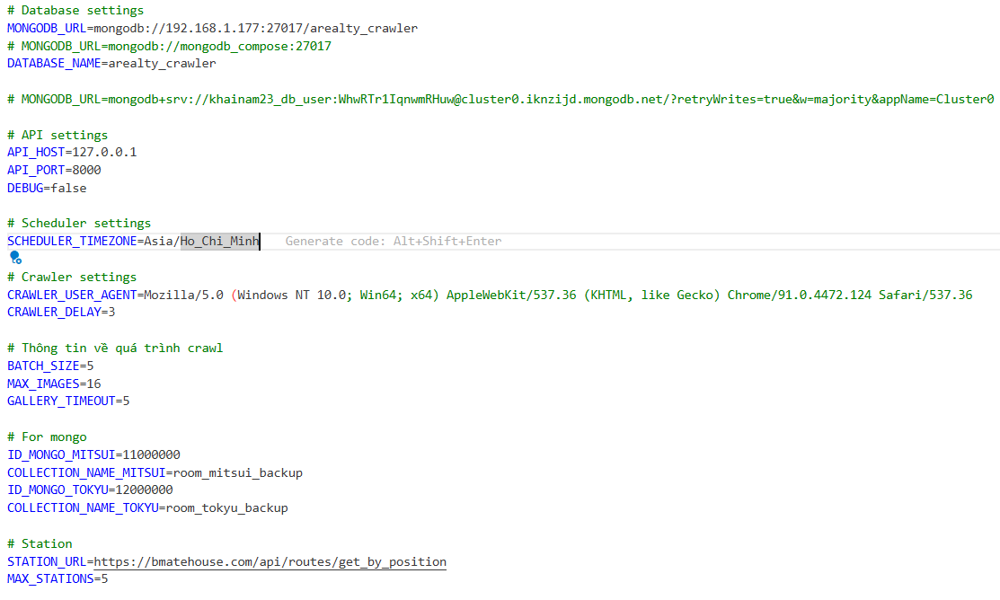 # Database settings
MONGODB_URL=mongodb://192.168.1.177:27017/arealty_crawler
# MONGODB_URL=mongodb://mongodb_compose:27017
DATABASE_NAME=arealty_crawler
# MONGODB_URL=mongodb+srv://khainam23_db_user:WhwRTr1IqnwmRHuw@cluster0.iknzijd.mongodb.net/?retryWrites=true&w=majority&appName=Cluster0
# API settings
API_HOST=127.0.0.1
API_PORT=8000
DEBUG=false
# Scheduler settings
SCHEDULER_TIMEZONE=Asia/Ho_Chi_Minh Generate code: Alt+Shift+Enter
# Crawler settings
CRAWLER_USER_AGENT=Mozilla/5.0 (Windows NT 10.0; Win64; x64) AppleWebKit/537.36 (KHTML, like Gecko) Chrome/91.0.4472.124 Safari/537.36
CRAWLER_DELAY=3
# Thông tin về quá trình crawl
BATCH_SIZE=5
MAX_IMAGES=16
GALLERY_TIMEOUT=5
# For mongo
ID_MONGO_MITSUI=11000000
COLLECTION_NAME_MITSUI=room_mitsui_backup
ID_MONGO_TOKYU=12000000
COLLECTION_NAME_TOKYU=room_tokyu_backup
# Station
STATION_URL=https://bmatehouse.com/api/routes/get_by_position
MAX_STATIONS=5